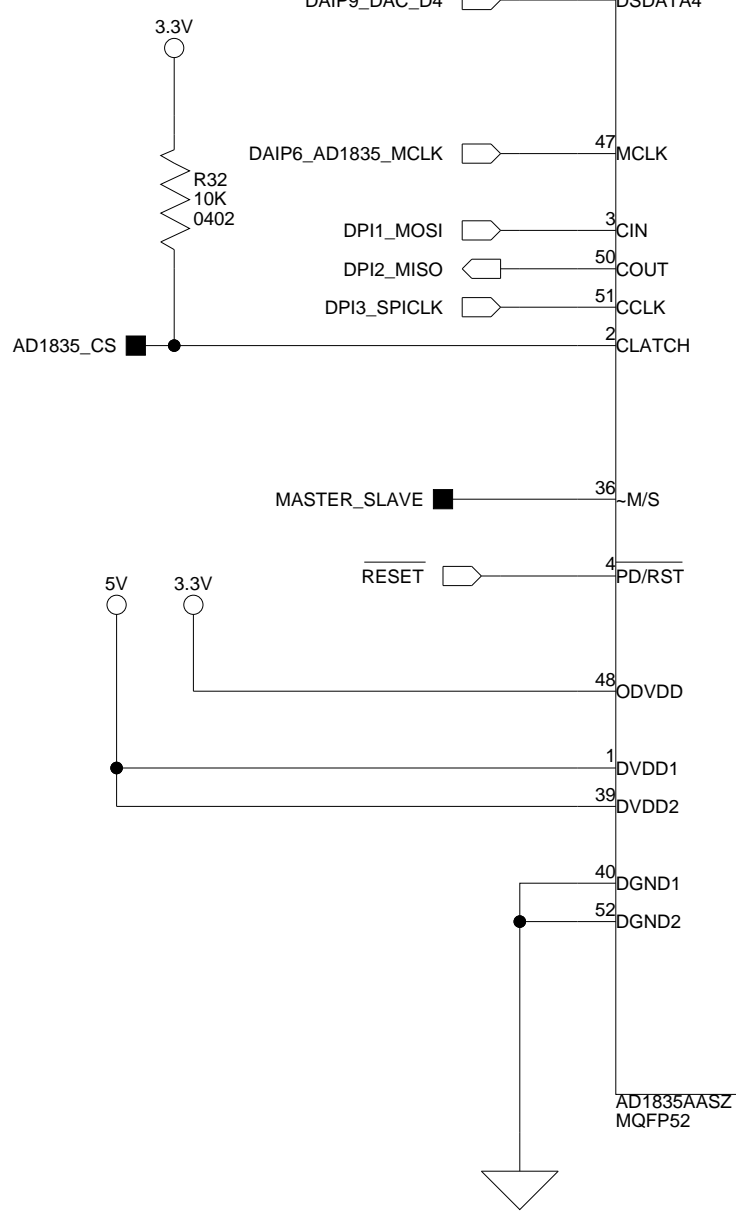 DAIP9_DAC_D4
DSDATA4
3.3V
47
DAIP6_AD1835_MCLK
MCLK
R32
10K
0402
3
DPI1_MOSI
CIN
50
DPI2_MISO
COUT
51
DPI3_SPICLK
CCLK
2
AD1835_CS
CLATCH
36
MASTER_SLAVE
~M/S
4
RESET
PD/RST
5V
3.3V
48
ODVDD
1
DVDD1
39
DVDD2
40
DGND1
52
DGND2
AD1835AASZ
MQFP52